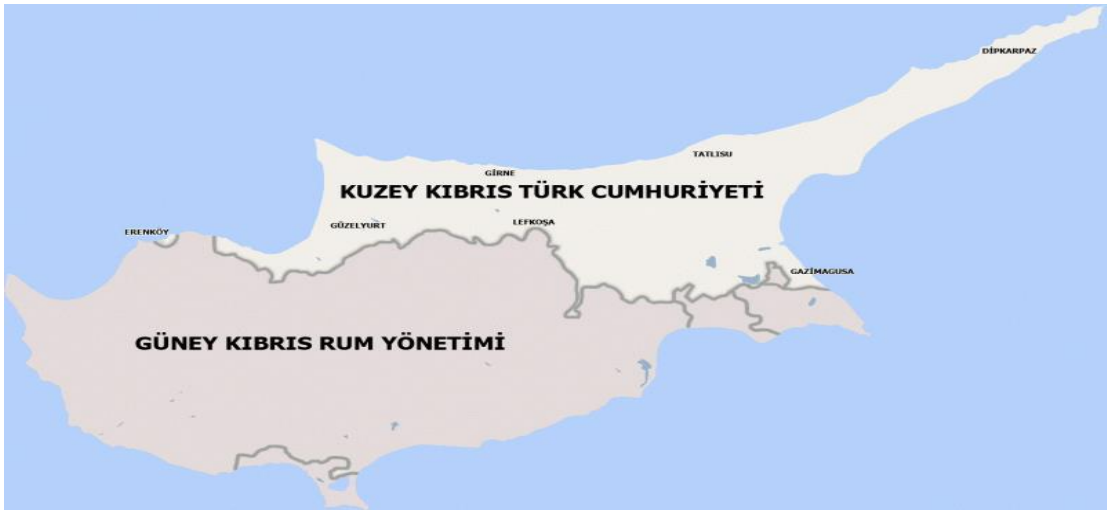 DİPKARPAZ
TATLISU
GİRNE
KUZEY KIBRIS TÜRK CUMHURİYETİ
GÜZELYURT
LEFKOŞA
ERENKÖY
GAZİMAGUSA
GÜNEY KIBRIS RUM YÖNETİMİ